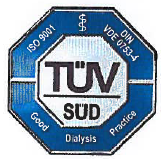 ISO 9001
DIN
VDE 0753-4
TÜV
SÜD
Good
Dialysis
Practice